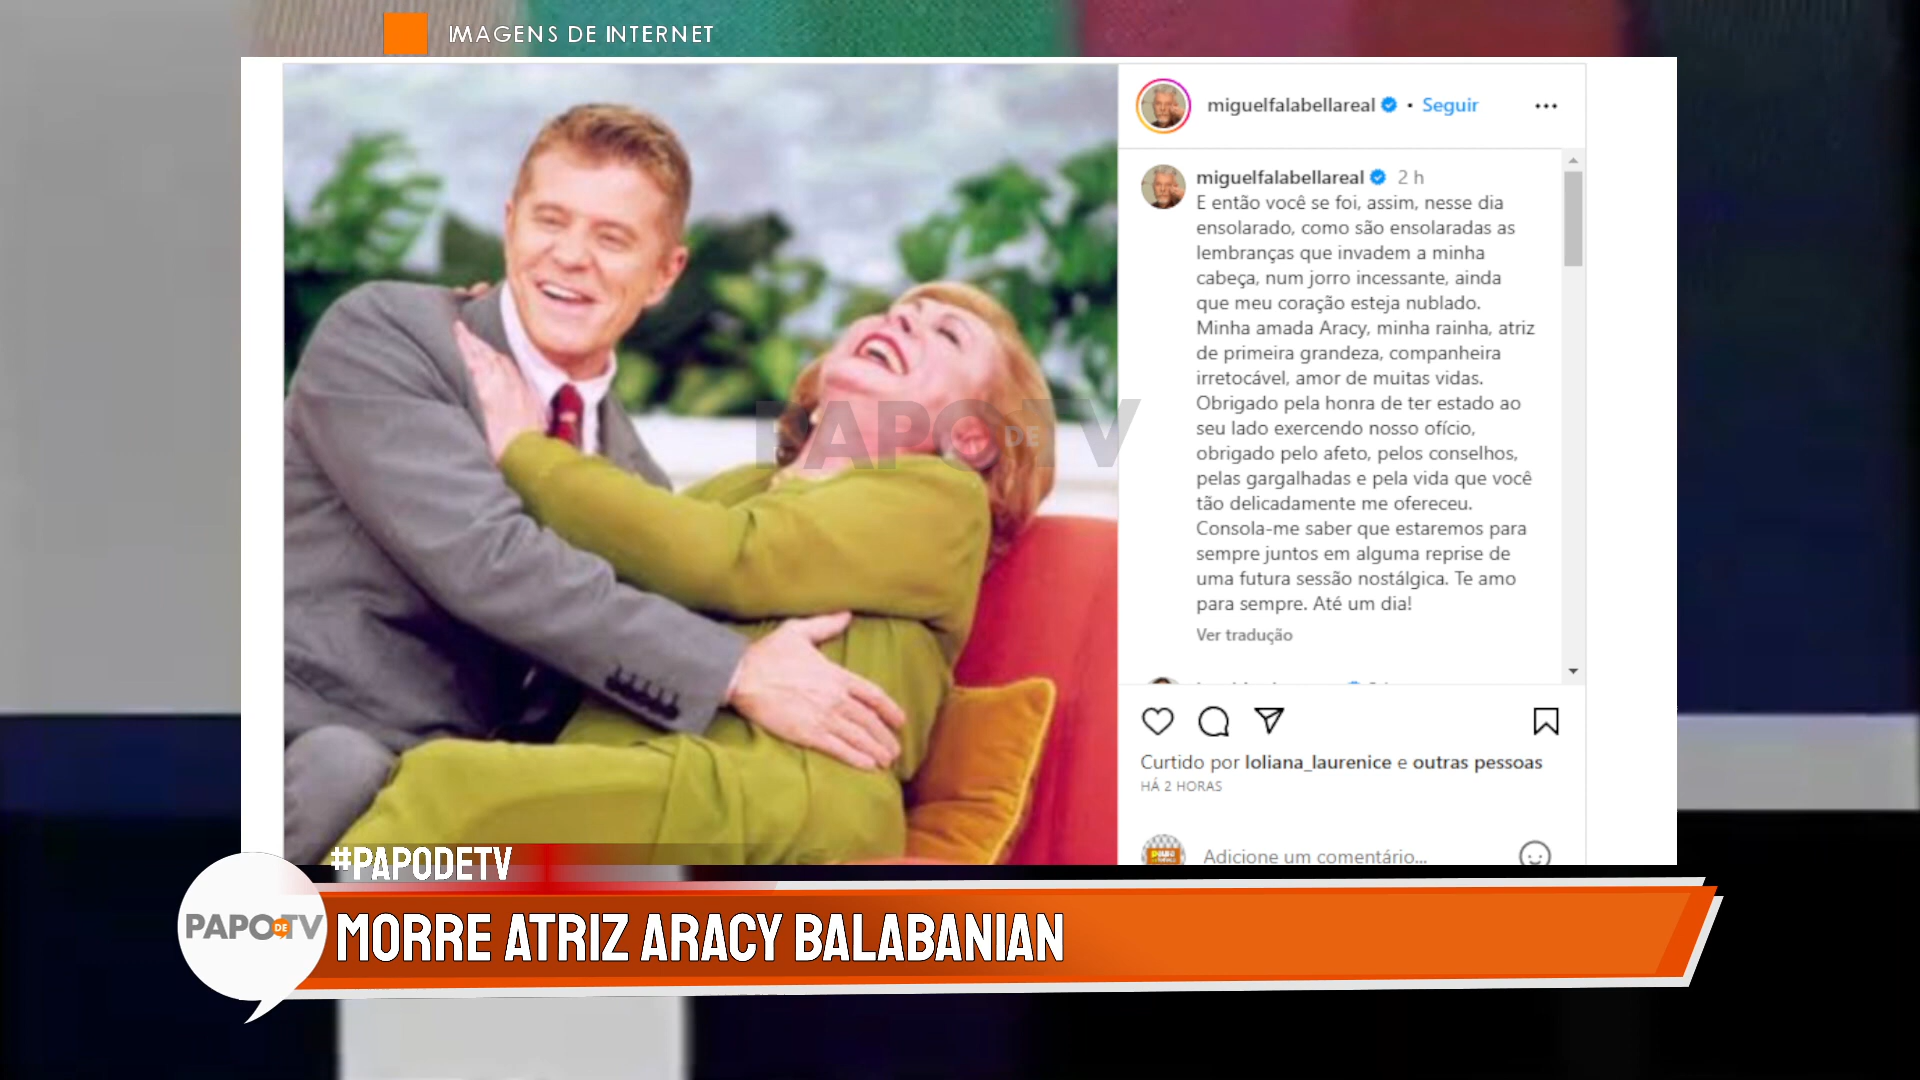 IMAGENS DE INTERNET
miguelfalabellareal • Seguir
miguelfalabellareal 2 h
E então você se foi, assim, nesse dia
ensolarado, como são ensolaradas as
lembranças que invadem a minha
cabeça, num jorro incessante, ainda
que meu coração esteja nublado.
Minha amada Aracy, minha rainha, atriz
de primeira grandeza, companheira
irretocável, amor de muitas vidas.
Obrigado pela honra de ter estado ao
seu lado exercendo nosso ofício,
obrigado pelo afeto, pelos conselhos,
pelas gargalhadas e pela vida que você
tão delicadamente me ofereceu.
Consola-me saber que estaremos para
sempre juntos em alguma reprise de
uma futura sessão nostálgica. Te amo
para sempre. Até um dia!
Ver tradução
Curtido por loliana_laurenice e outras pessoas
HÁ 2 HORAS
Adicione um comentário...
PAPO DE TV
#PAPODETV
PAPO DE TV
MORRE ATRIZ ARACY BALABANIAN